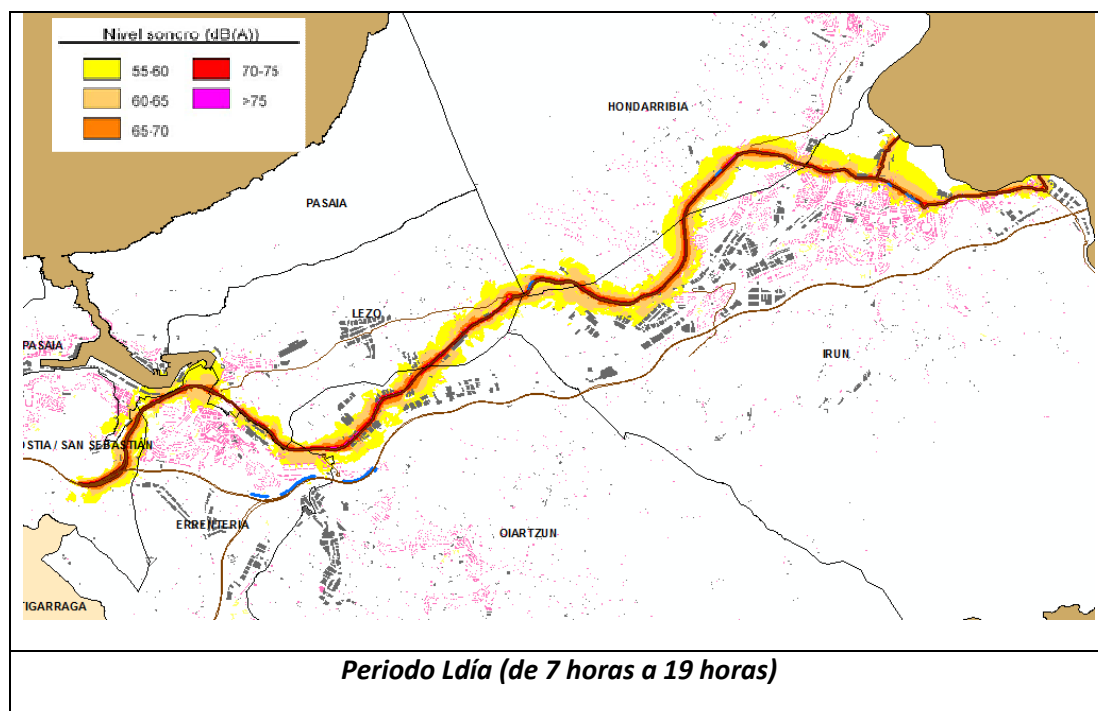 Nivel sonoro (dB(A))
55-60
70-75
60-65
>75
65-70
HONDARRIBIA
PASAIA
LEZO
PASAIA
IRUN
OSTIA / SAN SEBASTIÁN
ERRENTERIA
OIARTZUN
TIGARRAGA
Periodo Ldía (de 7 horas a 19 horas)